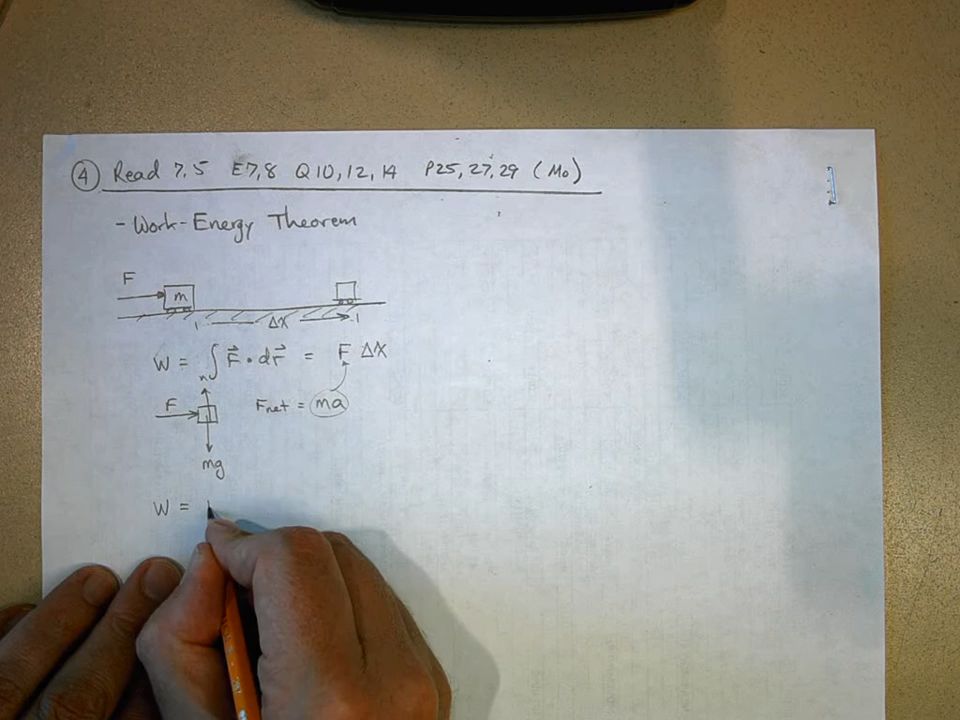 ④ Read 7.5 E7,8 Q10,12,14 P25,27,29 (Mo)
- Work-Energy Theorem
F
m
Δx
W = ∫ F⃗ • dr⃗ = F Δx
n
F Fnet = ma
mg
W =